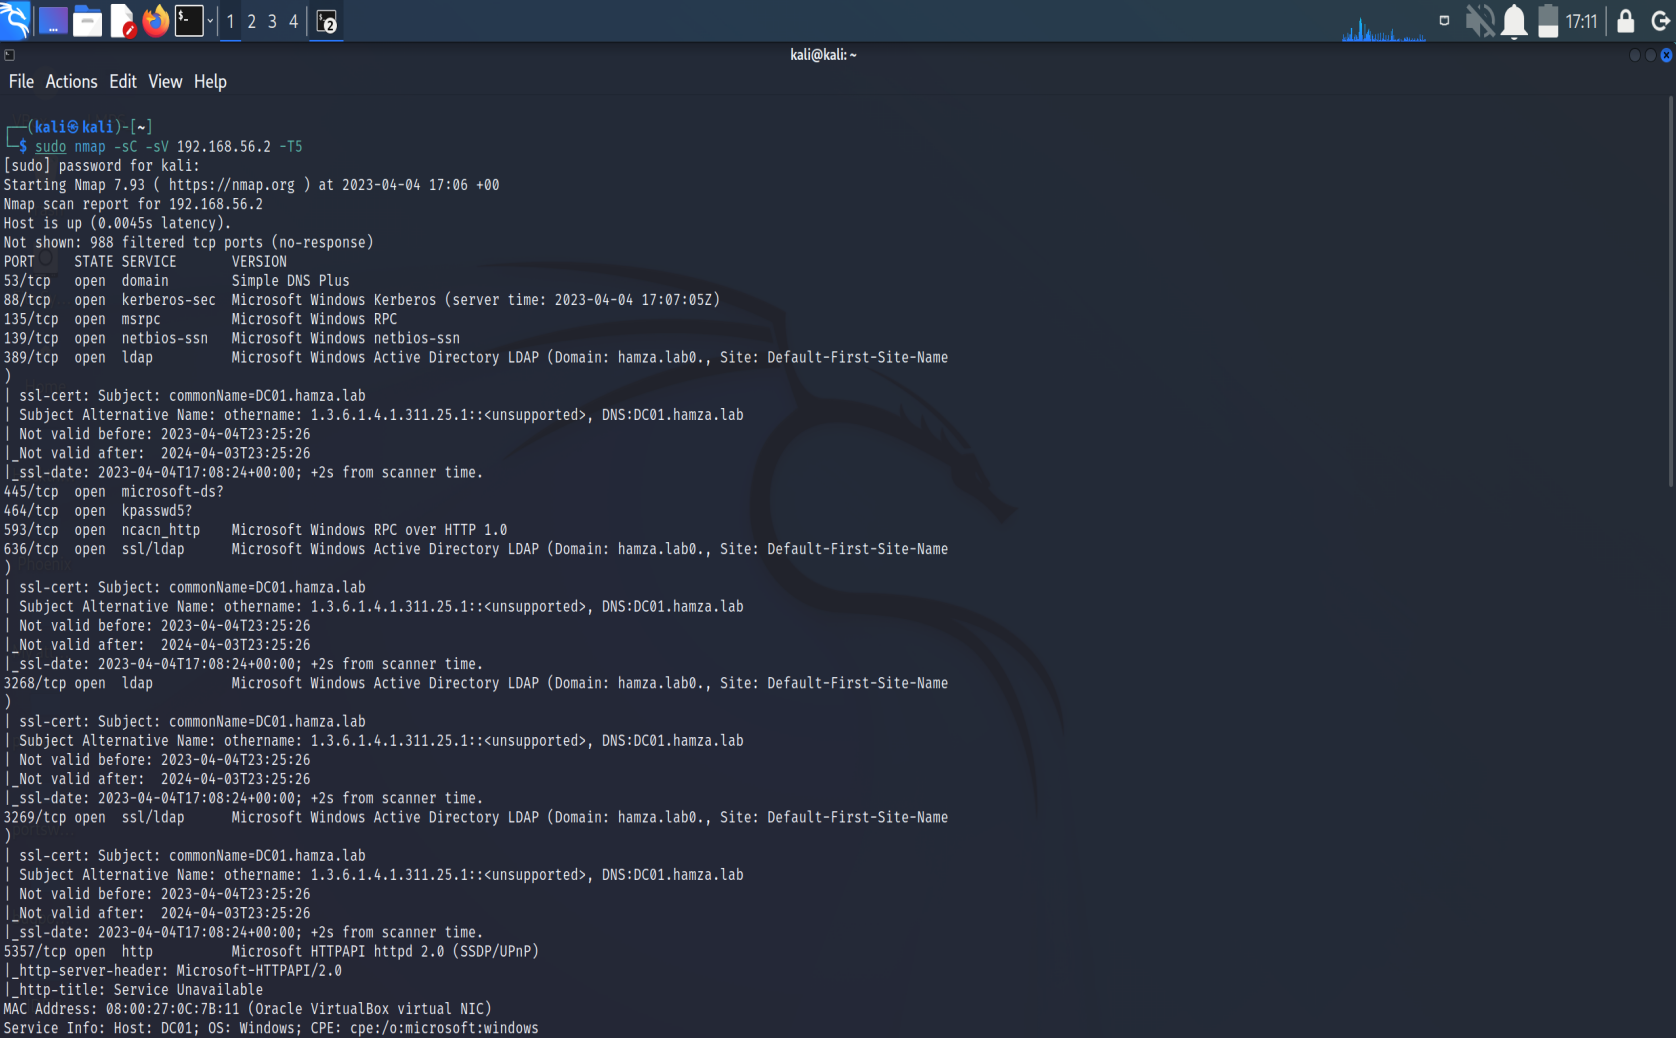 1 2 3 4 2 17:11
kali@kali: ~
File Actions Edit View Help
┌──(kali㉿kali)-[~]
└─$ sudo nmap -sC -sV 192.168.56.2 -T5
[sudo] password for kali:
Starting Nmap 7.93 ( https://nmap.org ) at 2023-04-04 17:06 +00
Nmap scan report for 192.168.56.2
Host is up (0.0045s latency).
Not shown: 988 filtered tcp ports (no-response)
PORT     STATE SERVICE       VERSION
53/tcp   open  domain        Simple DNS Plus
88/tcp   open  kerberos-sec  Microsoft Windows Kerberos (server time: 2023-04-04 17:07:05Z)
135/tcp  open  msrpc         Microsoft Windows RPC
139/tcp  open  netbios-ssn   Microsoft Windows netbios-ssn
389/tcp  open  ldap          Microsoft Windows Active Directory LDAP (Domain: hamza.lab0., Site: Default-First-Site-Name
)
| ssl-cert: Subject: commonName=DC01.hamza.lab
| Subject Alternative Name: othername: 1.3.6.1.4.1.311.25.1::<unsupported>, DNS:DC01.hamza.lab
| Not valid before: 2023-04-04T23:25:26
|_Not valid after:  2024-04-03T23:25:26
|_ssl-date: 2023-04-04T17:08:24+00:00; +2s from scanner time.
445/tcp  open  microsoft-ds?
464/tcp  open  kpasswd5?
593/tcp  open  ncacn_http    Microsoft Windows RPC over HTTP 1.0
636/tcp  open  ssl/ldap      Microsoft Windows Active Directory LDAP (Domain: hamza.lab0., Site: Default-First-Site-Name
)
| ssl-cert: Subject: commonName=DC01.hamza.lab
| Subject Alternative Name: othername: 1.3.6.1.4.1.311.25.1::<unsupported>, DNS:DC01.hamza.lab
| Not valid before: 2023-04-04T23:25:26
|_Not valid after:  2024-04-03T23:25:26
|_ssl-date: 2023-04-04T17:08:24+00:00; +2s from scanner time.
3268/tcp open  ldap          Microsoft Windows Active Directory LDAP (Domain: hamza.lab0., Site: Default-First-Site-Name
)
| ssl-cert: Subject: commonName=DC01.hamza.lab
| Subject Alternative Name: othername: 1.3.6.1.4.1.311.25.1::<unsupported>, DNS:DC01.hamza.lab
| Not valid before: 2023-04-04T23:25:26
|_Not valid after:  2024-04-03T23:25:26
|_ssl-date: 2023-04-04T17:08:24+00:00; +2s from scanner time.
3269/tcp open  ssl/ldap      Microsoft Windows Active Directory LDAP (Domain: hamza.lab0., Site: Default-First-Site-Name
)
| ssl-cert: Subject: commonName=DC01.hamza.lab
| Subject Alternative Name: othername: 1.3.6.1.4.1.311.25.1::<unsupported>, DNS:DC01.hamza.lab
| Not valid before: 2023-04-04T23:25:26
|_Not valid after:  2024-04-03T23:25:26
|_ssl-date: 2023-04-04T17:08:24+00:00; +2s from scanner time.
5357/tcp open  http          Microsoft HTTPAPI httpd 2.0 (SSDP/UPnP)
|_http-server-header: Microsoft-HTTPAPI/2.0
|_http-title: Service Unavailable
MAC Address: 08:00:27:0C:7B:11 (Oracle VirtualBox virtual NIC)
Service Info: Host: DC01; OS: Windows; CPE: cpe:/o:microsoft:windows